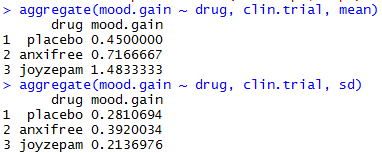 > aggregate(mood.gain ~ drug, clin.trial, mean)
drug mood.gain
1 placebo 0.4500000
2 anxifree 0.7166667
3 joyzepam 1.4833333
> aggregate(mood.gain ~ drug, clin.trial, sd)
drug mood.gain
1 placebo 0.2810694
2 anxifree 0.3920034
3 joyzepam 0.2136976